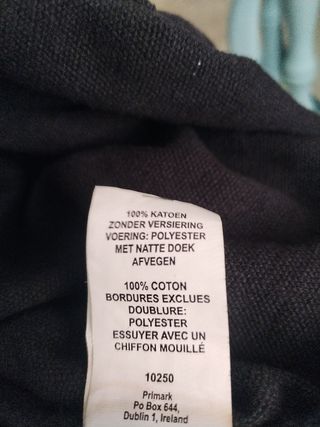 100% KATOEN
ZONDER VERSIERING
VOERING: POLYESTER
MET NATTE DOEK
AFVEGEN
100% COTON
BORDURES EXCLUES
DOUBLURE:
POLYESTER
ESSUYER AVEC UN
CHIFFON MOUILLÉ
10250
Primark
Po Box 644,
Dublin 1, Ireland